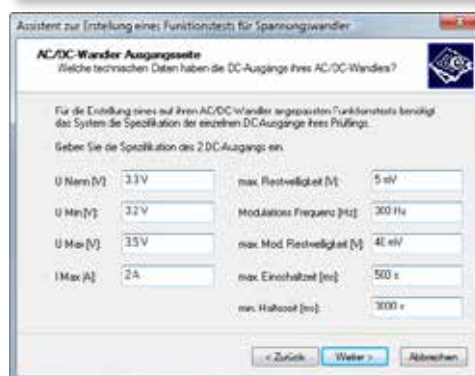 Assistent zur Erstellung eines Funktionstests für Spannungswandler
AC/DC-Wandler Ausgangsseite
Welche technischen Daten haben die DC-Ausgänge ihres AC/DC-Wandlers?
Für die Erstellung eines auf ihren AC/DC-Wandler angepassten Funktionstests benötigt
das System die Spezifikation der einzelnen DC-Ausgänge ihres Prüflings.
Geben Sie die Spezifikation des 2 DC-Ausgangs ein.
U Nenn [V]: 3.3 V max. Restwelligkeit [V]: 5 mV
U Min [V]: 3.2 V Modulations Frequenz [Hz]: 300 Hz
U Max [V]: 3.5 V max. Mod. Restwelligkeit [V]: mV
I Max [A]: 2 A max. Einschaltzeit [ms]: 500
min. Haltezeit [ms]: 3000
< Zurück Weiter > Abbrechen